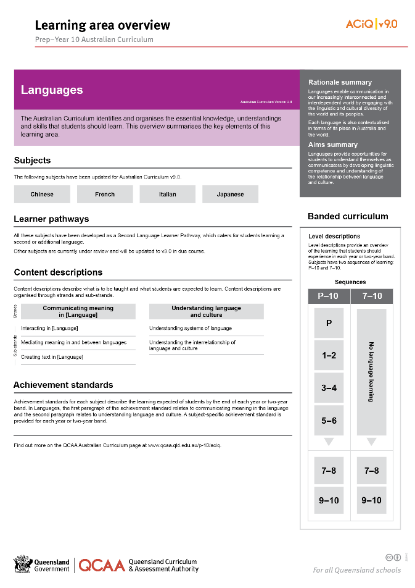 Learning area overview
Prep–Year 10 Australian Curriculum
ACiQ | v9.0
Languages
The Australian Curriculum identifies and organises the essential knowledge, understandings
and skills that students should learn. This overview summarises the key elements of this
learning area.
Subjects
The following subjects have been updated for Australian Curriculum v9.0.
Chinese
French
Italian
Japanese
Learner pathways
All these subjects have been developed as a Second Language Learner Pathway, which caters for students learning a
second or additional language.
Other subjects are currently under review and will be updated to v9.0 in due course.
Content descriptions
Content descriptions describe what is to be taught and what students are expected to learn. Content descriptions are
organised through strands and sub-strands.
Communicating meaning
in [Language]
Understanding language
and culture
Interacting in [Language]
Understanding systems of language
Mediating meaning in and between languages
Understanding the interrelationship of
language and culture
Creating text in [Language]
Achievement standards
Achievement standards for each subject describe the learning expected of students by the end of each year or two-year
band. In Languages, the first paragraph of the achievement standard relates to communicating meaning in the language
and the second paragraph relates to understanding language and culture. A subject-specific achievement standard is
provided for each year or two-year band.
Find out more on the QCAA Australian Curriculum page at www.qcaa.qld.edu.au/p-10/aciq.
Rationale summary
Languages enable communication in
our increasingly interconnected and
interdependent world by engaging with
the linguistic and cultural diversity of
the world and its peoples.
Each language is also contextualised
in terms of its place in Australia and
the world.
Aims summary
Languages provide opportunities for
students to understand themselves as
communicators by developing linguistic
competence and understanding of
the relationship between language
and culture.
Banded curriculum
Level descriptions
Level descriptions provide an overview
of the learning that students should
experience in each year or two-year band.
Subjects have two sequences of learning:
P–10 and 7–10.
Sequences
P–10
7–10
P
1–2
3–4
5–6
No language learning
7–8
7–8
9–10
9–10
Queensland
Government
QCAA
Queensland Curriculum
& Assessment Authority
For all Queensland schools